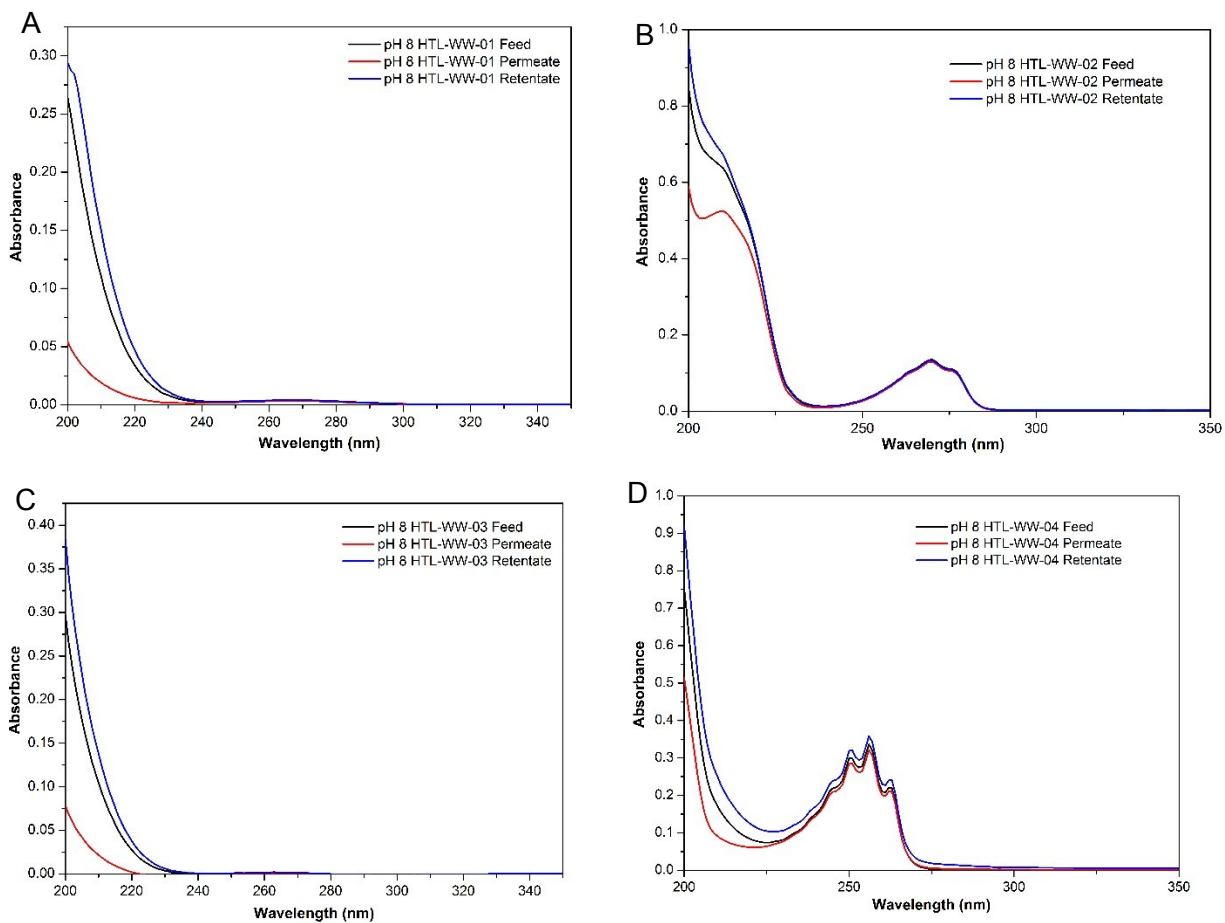 A
pH 8 HTL-WW-01 Feed
pH 8 HTL-WW-01 Permeate
pH 8 HTL-WW-01 Retentate
0.30
0.25
0.20
0.15
0.10
0.05
0.00
Absorbance
200 220 240 260 280 300 320 340
Wavelength (nm)
B
pH 8 HTL-WW-02 Feed
pH 8 HTL-WW-02 Permeate
pH 8 HTL-WW-02 Retentate
1.0
0.8
0.6
0.4
0.2
0.0
Absorbance
200 250 300 350
Wavelength (nm)
C
pH 8 HTL-WW-03 Feed
pH 8 HTL-WW-03 Permeate
pH 8 HTL-WW-03 Retentate
0.40
0.35
0.30
0.25
0.20
0.15
0.10
0.05
0.00
Absorbance
200 220 240 260 280 300 320 340
Wavelength (nm)
D
pH 8 HTL-WW-04 Feed
pH 8 HTL-WW-04 Permeate
pH 8 HTL-WW-04 Retentate
1.0
0.9
0.8
0.7
0.6
0.5
0.4
0.3
0.2
0.1
0.0
Absorbance
200 250 300 350
Wavelength (nm)